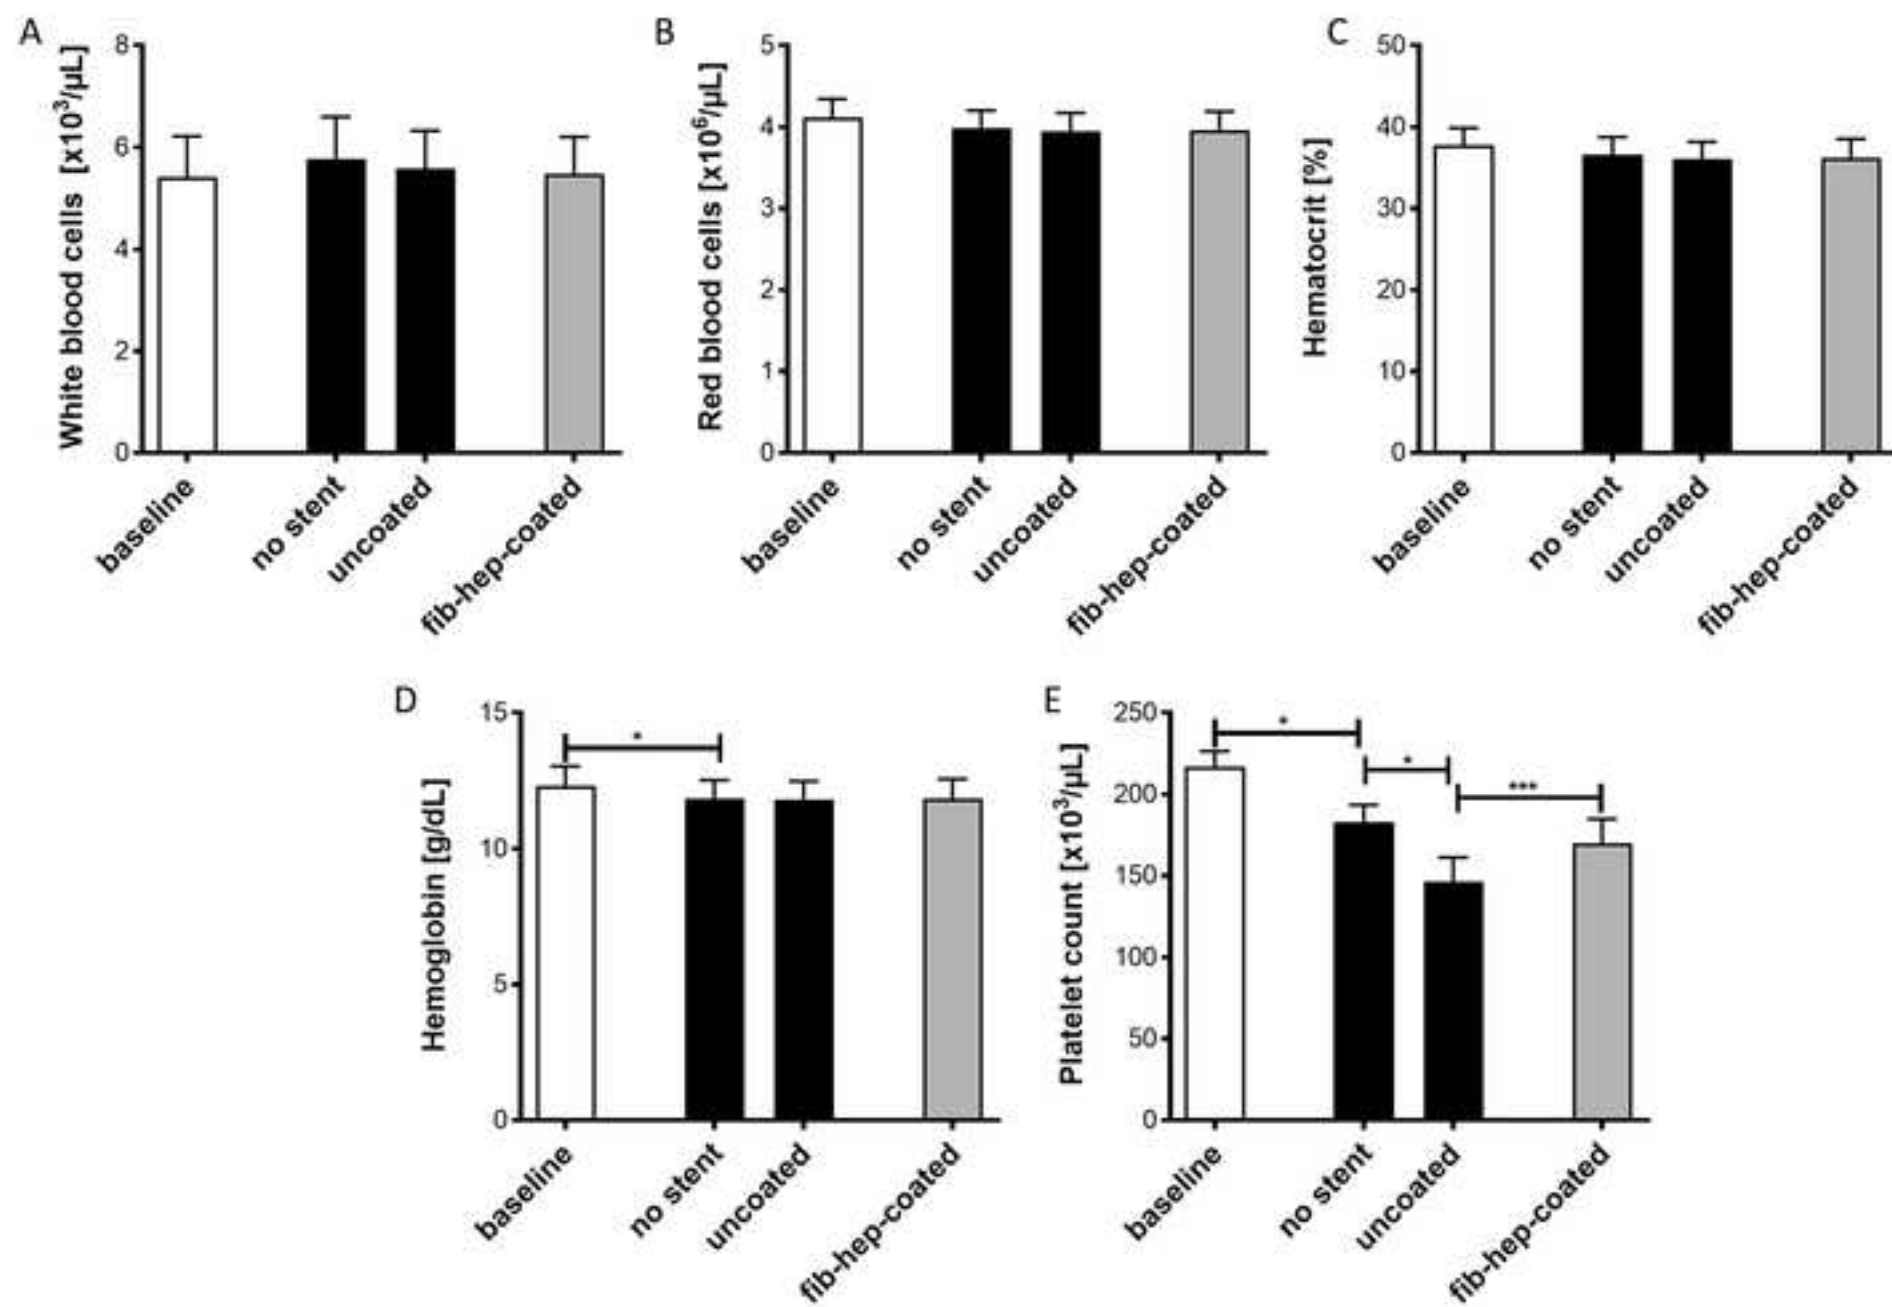 A
White blood cells [x10³/µL]
8
6
4
2
0
baseline
no stent
uncoated
fib-hep-coated
B
Red blood cells [x10⁶/µL]
5
4
3
2
1
0
baseline
no stent
uncoated
fib-hep-coated
C
Hematocrit [%]
50
40
30
20
10
0
baseline
no stent
uncoated
fib-hep-coated
D
Hemoglobin [g/dL]
15
10
5
0
*
baseline
no stent
uncoated
fib-hep-coated
E
Platelet count [x10³/µL]
250
200
150
100
50
0
*
*
***
baseline
no stent
uncoated
fib-hep-coated